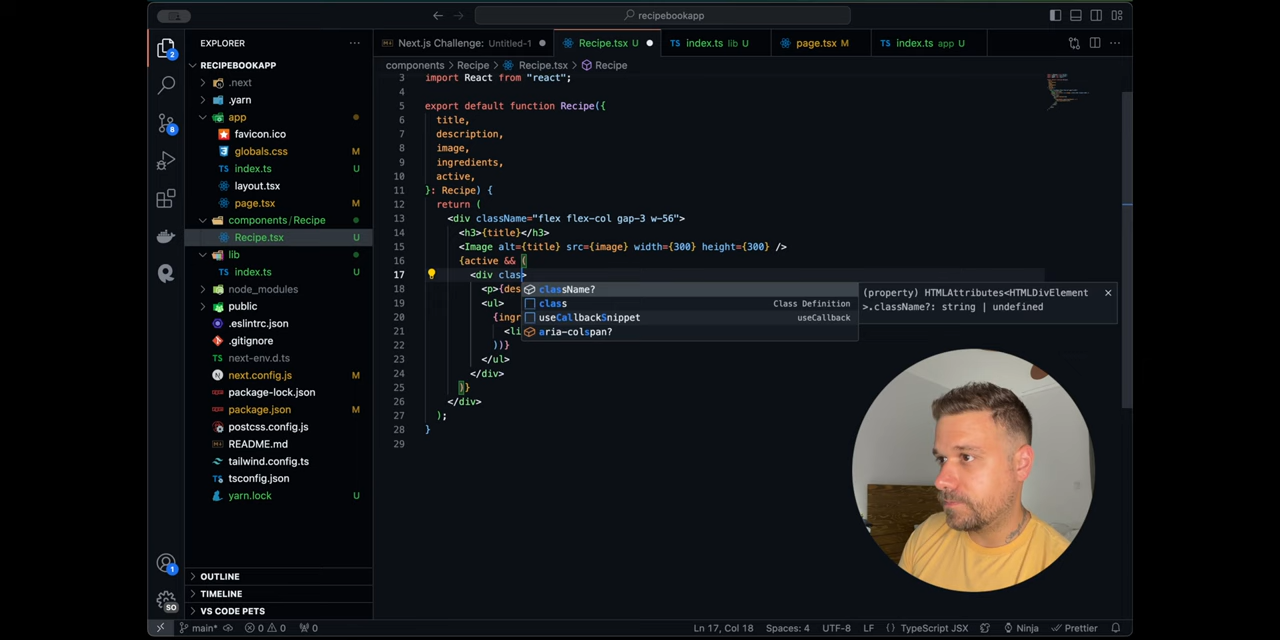 recipebookapp
EXPLORER
Next.js Challenge: Untitled-1
Recipe.tsx U
index.ts lib U
page.tsx M
index.ts app U
components > Recipe > Recipe.tsx > Recipe
RECIPEBOOKAPP
.next
.yarn
app
favicon.ico
globals.css M
index.ts U
layout.tsx
page.tsx M
components / Recipe
Recipe.tsx U
lib
index.ts U
node_modules
public
.eslintrc.json
.gitignore
next-env.d.ts
next.config.js M
package-lock.json
package.json M
postcss.config.js
README.md
tailwind.config.ts
tsconfig.json
yarn.lock U
OUTLINE
TIMELINE
VS CODE PETS
2
8
1
SO
3 import React from "react";
4
5 export default function Recipe({
6 title,
7 description,
8 image,
9 ingredients,
10 active,
11 }: Recipe) {
12 return (
13 <div className="flex flex-col gap-3 w-56">
14 <h3>{title}</h3>
15 <Image alt={title} src={image} width={300} height={300} />
16 {active && (
17 <div clas>
18 <p>{des
19 <ul>
20 {ingr
21 <li
22 ))}
23 </ul>
24 </div>
25 )}
26 </div>
27 );
28 }
29
className?
class Class Definition
useCallbackSnippet useCallback
aria-colspan?
(property) HTMLAttributes<HTMLDivElement
>.className?: string | undefined
main* 0 0 0
Ln 17, Col 18 Spaces: 4 UTF-8 LF {} TypeScript JSX Ninja Prettier